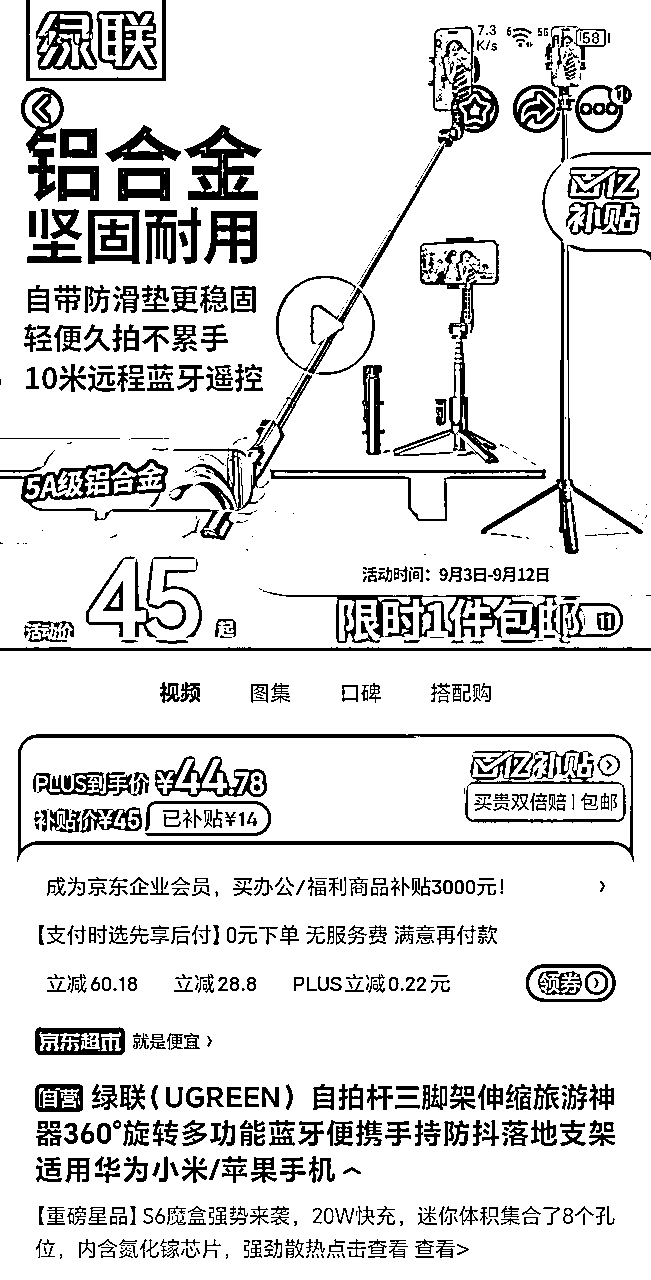 绿联
7.3
K/s
5G
58
铝合金
坚固耐用
百亿
补贴
自带防滑垫更稳固
轻便久拍不累手
10米远程蓝牙遥控
5A级铝合金
活动时间：9月3日-9月12日
活动价 45 起
限时1件包邮
视频 图集 口碑 搭配购
PLUS到手价 ¥44.78
百亿补贴
补贴价¥45 已补贴¥14
买贵双倍赔 | 包邮
成为京东企业会员，买办公/福利商品补贴3000元！
【支付时选先享后付】0元下单 无服务费 满意再付款
立减60.18 立减28.8 PLUS立减0.22元 领券
京东超市 就是便宜
自营 绿联（UGREEN）自拍杆三脚架伸缩旅游神
器360°旋转多功能蓝牙便携手持防抖落地支架
适用华为小米/苹果手机
【重磅星品】S6魔盒强势来袭，20W快充，迷你体积集合了8个孔
位，内含氮化镓芯片，强劲散热点击查看 查看>